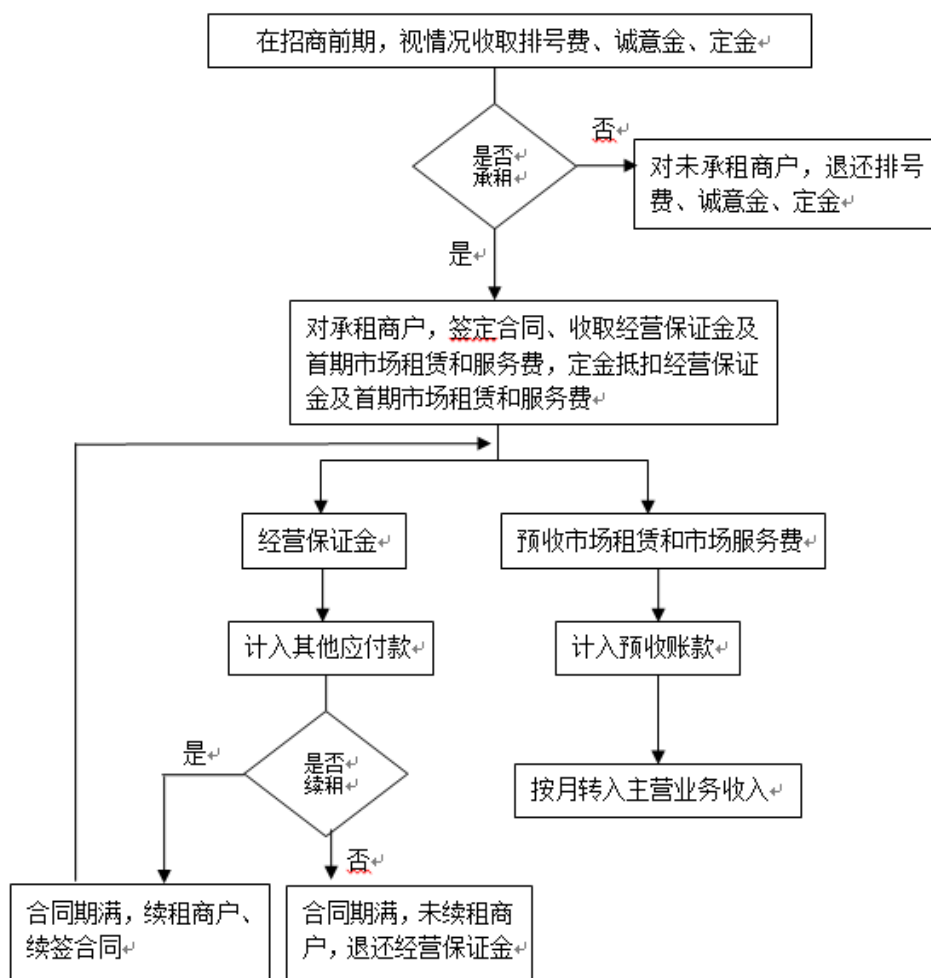 在招商前期，视情况收取排号费、诚意金、定金
是否
承租
否
对未承租商户，退还排号
费、诚意金、定金
是
对承租商户，签定合同、收取经营保证金及
首期市场租赁和服务费，定金抵扣经营保证
金及首期市场租赁和服务费
经营保证金
预收市场租赁和市场服务费
计入其他应付款
计入预收账款
是否
续租
是
按月转入主营业务收入
否
合同期满，续租商户、
续签合同
合同期满，未续租商
户，退还经营保证金